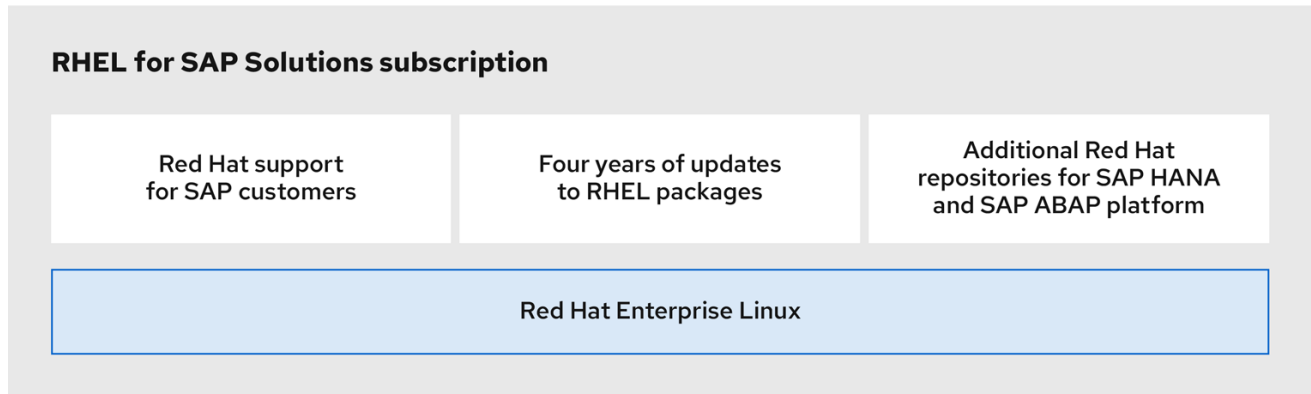 RHEL for SAP Solutions subscription
Red Hat support
for SAP customers
Four years of updates
to RHEL packages
Additional Red Hat
repositories for SAP HANA
and SAP ABAP platform
Red Hat Enterprise Linux